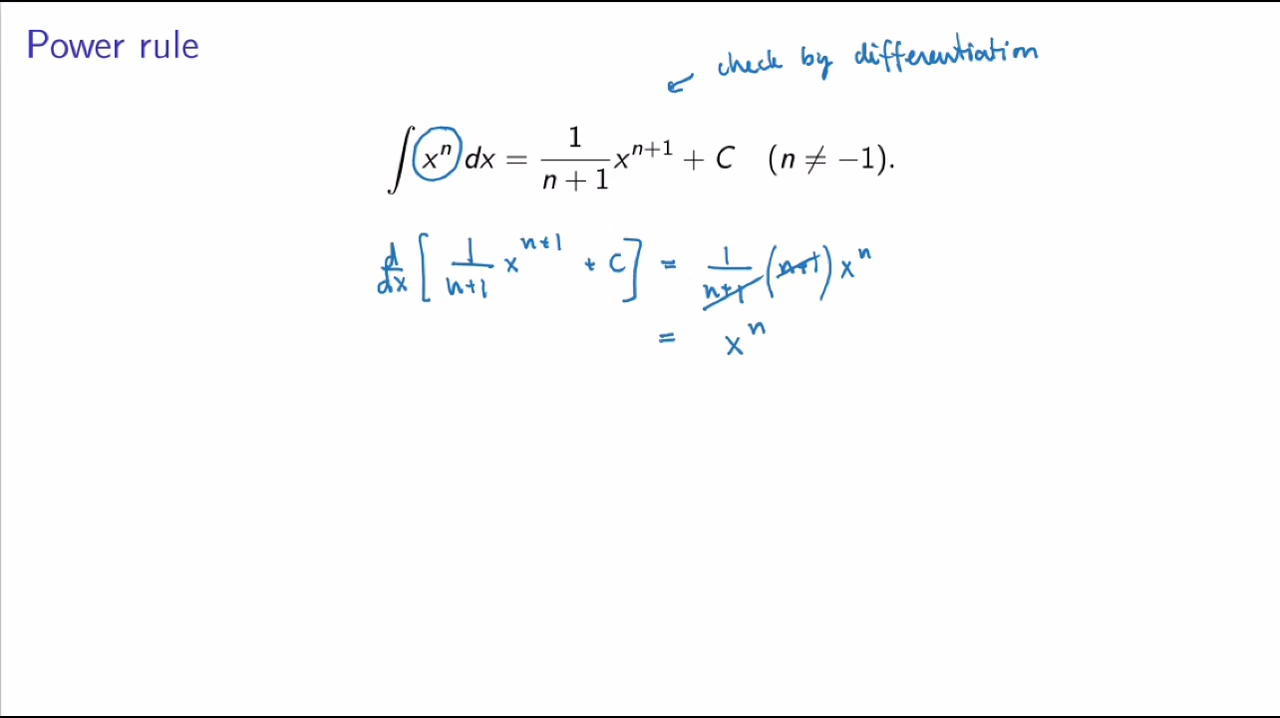 Power rule
check by differentiation
∫ xⁿ dx = 1/(n + 1) xⁿ⁺¹ + C (n ≠ −1).
d/dx [ 1/(n+1) xⁿ⁺¹ + C ] = 1/(n+1) (n+1) xⁿ
= xⁿ